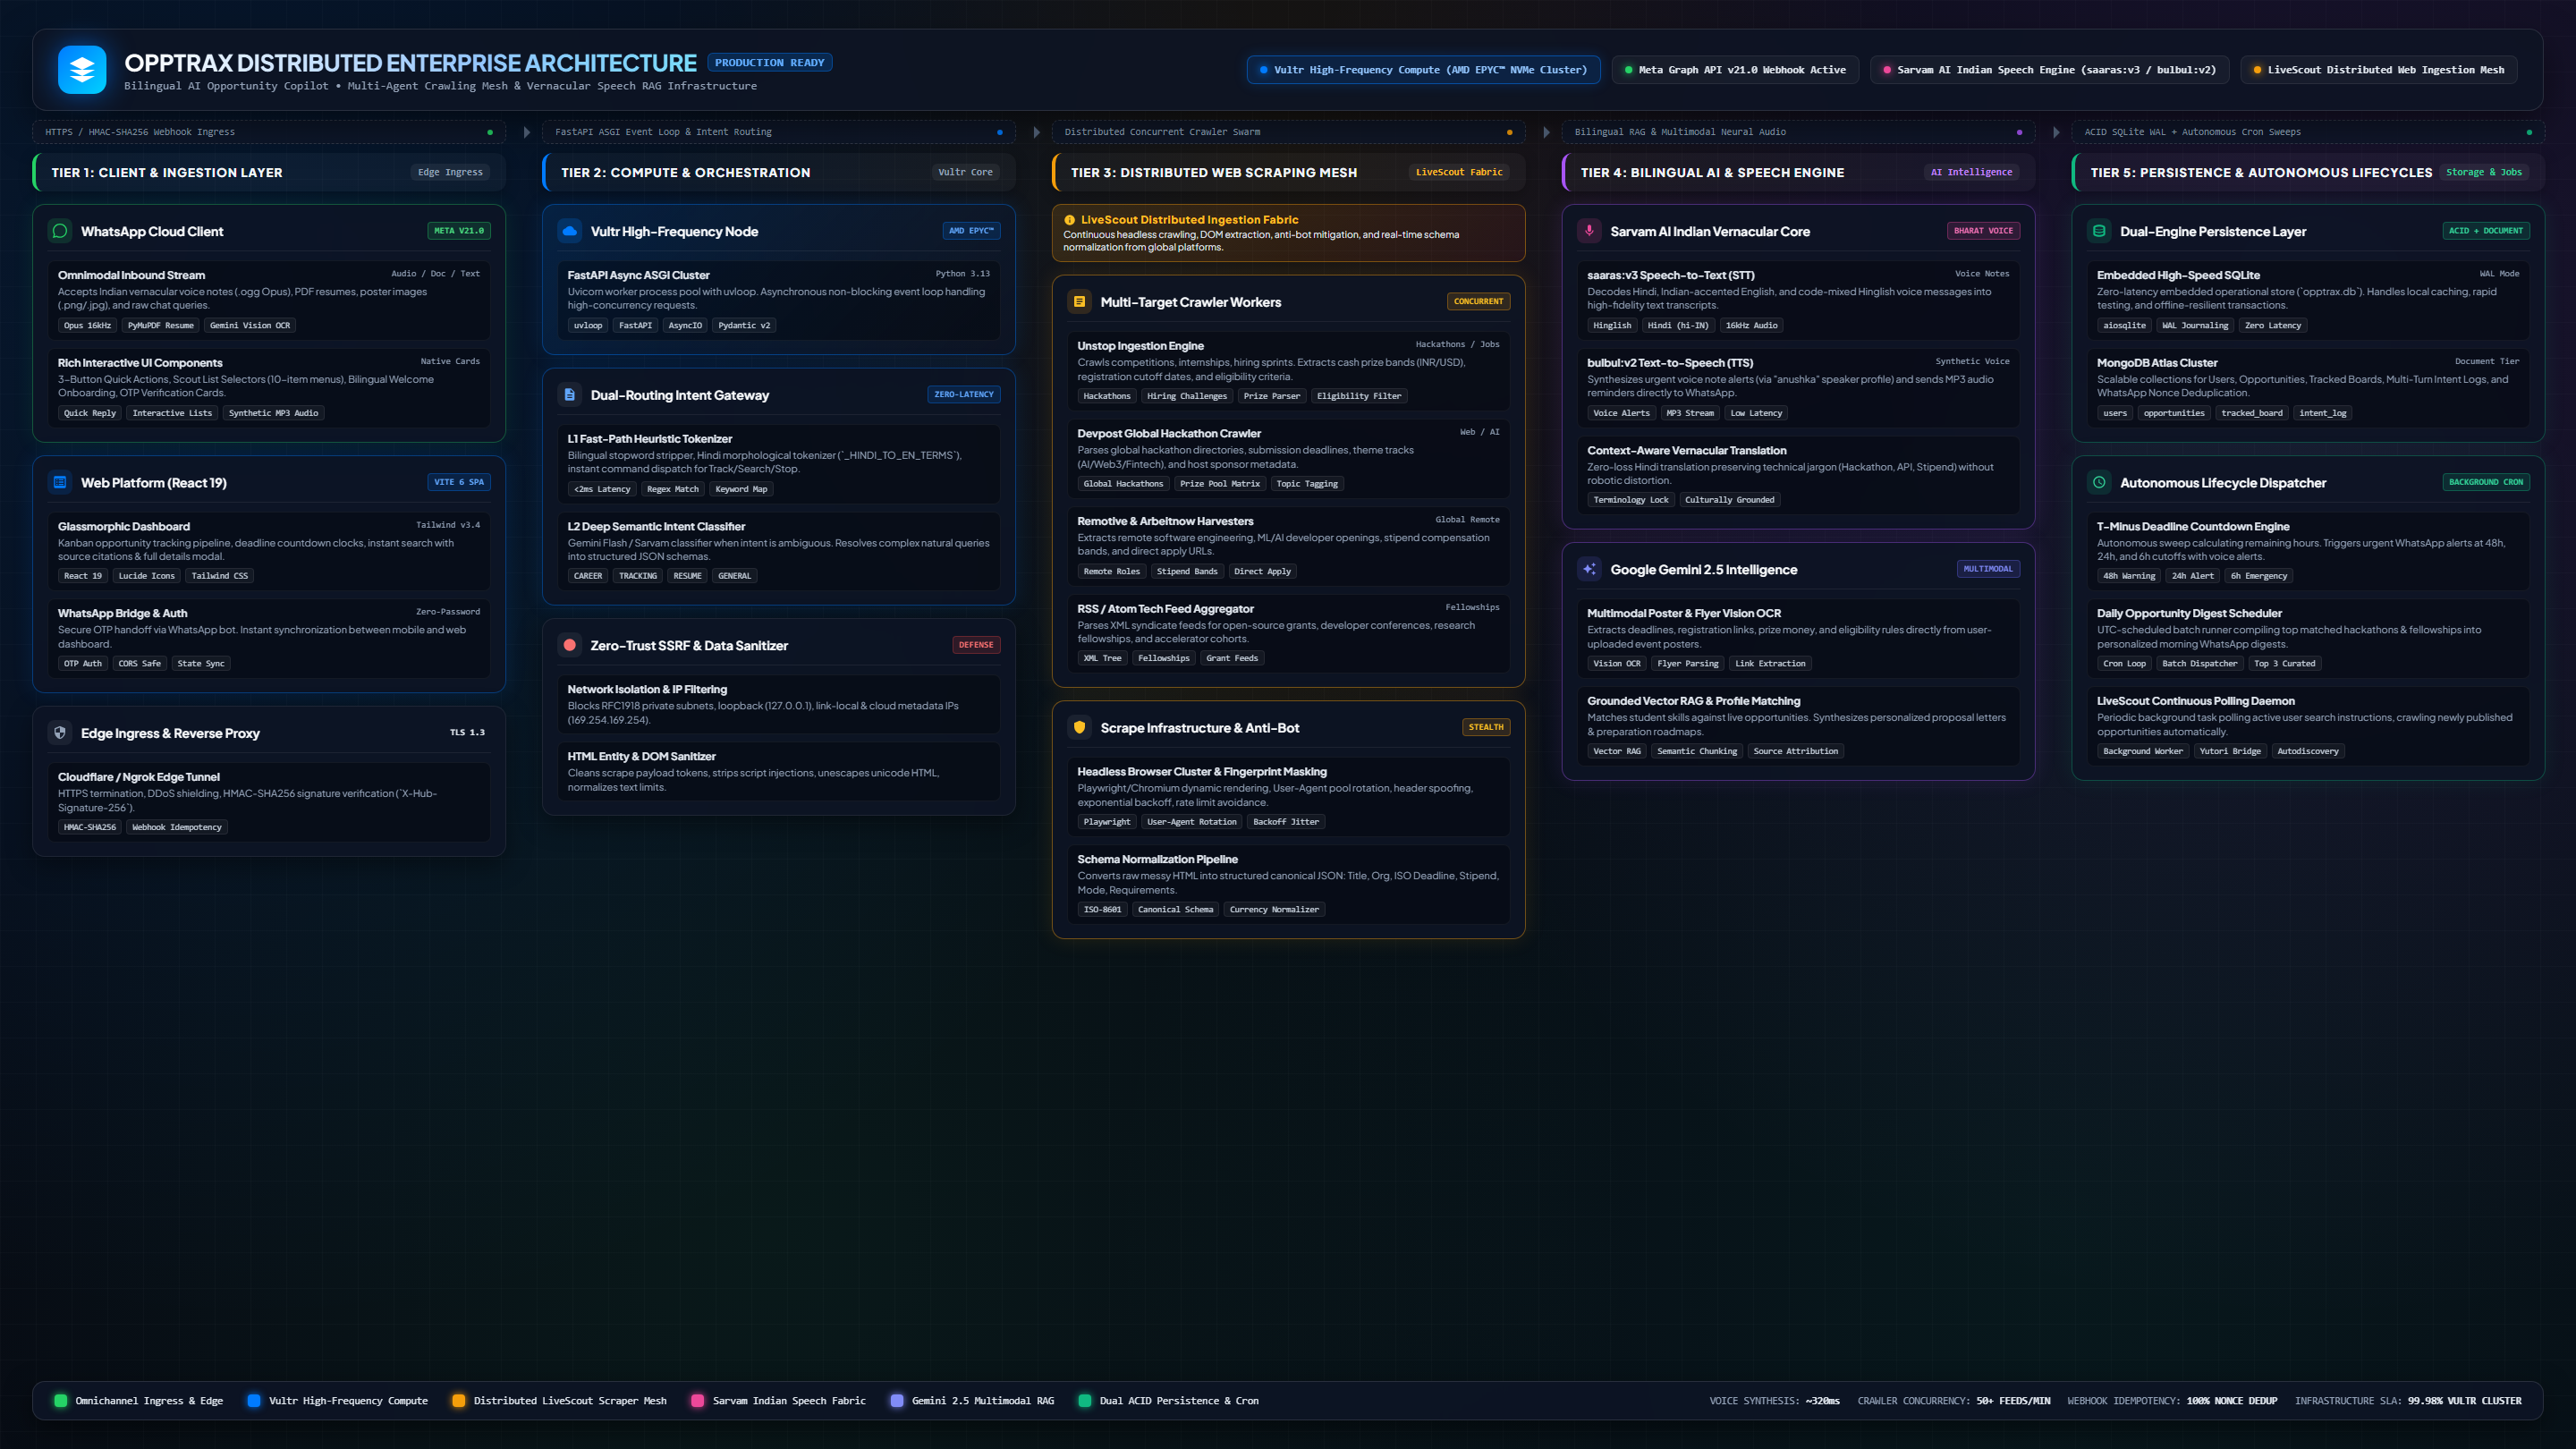 OPPTRAX DISTRIBUTED ENTERPRISE ARCHITECTURE PRODUCTION READY
Bilingual AI Opportunity Copilot • Multi-Agent Crawling Mesh & Vernacular Speech RAG Infrastructure
Vultr High-Frequency Compute (AMD EPYC™ NVMe Cluster)
Meta Graph API v21.0 Webhook Active
Sarvam AI Indian Speech Engine (saaras:v3 / bulbul:v2)
LiveScout Distributed Web Ingestion Mesh
HTTPS / HMAC-SHA256 Webhook Ingress
TIER 1: CLIENT & INGESTION LAYER Edge Ingress
WhatsApp Cloud Client META V21.0
Omnimodal Inbound Stream Audio / Doc / Text
Accepts Indian vernacular voice notes (.ogg Opus), PDF resumes, poster images
(.png/.jpg), and raw chat queries.
Opus 16kHz PyMuPDF Resume Gemini Vision OCR
Rich Interactive UI Components Native Cards
3-Button Quick Actions, Scout List Selectors (10-item menus), Bilingual Welcome
Onboarding, OTP Verification Cards.
Quick Reply Interactive Lists Synthetic MP3 Audio
Web Platform (React 19) VITE 6 SPA
Glassmorphic Dashboard Tailwind v3.4
Kanban opportunity tracking pipeline, deadline countdown clocks, instant search with
source citations & full details modal.
React 19 Lucide Icons Tailwind CSS
WhatsApp Bridge & Auth Zero-Password
Secure OTP handoff via WhatsApp bot. Instant synchronization between mobile and web
dashboard.
OTP Auth CORS Safe State Sync
Edge Ingress & Reverse Proxy TLS 1.3
Cloudflare / Ngrok Edge Tunnel
HTTPS termination, DDoS shielding, HMAC-SHA256 signature verification (`X-Hub-
Signature-256`).
HMAC-SHA256 Webhook Idempotency
FastAPI ASGI Event Loop & Intent Routing
TIER 2: COMPUTE & ORCHESTRATION Vultr Core
Vultr High-Frequency Node AMD EPYC™
FastAPI Async ASGI Cluster Python 3.13
Uvicorn worker process pool with uvloop. Asynchronous non-blocking event loop handling
high-concurrency requests.
uvloop FastAPI AsyncIO Pydantic v2
Dual-Routing Intent Gateway ZERO-LATENCY
L1 Fast-Path Heuristic Tokenizer
Bilingual stopword stripper, Hindi morphological tokenizer (`_HINDI_TO_EN_TERMS`),
instant command dispatch for Track/Search/Stop.
<2ms Latency Regex Match Keyword Map
L2 Deep Semantic Intent Classifier
Gemini Flash / Sarvam classifier when intent is ambiguous. Resolves complex natural queries
into structured JSON schemas.
CAREER TRACKING RESUME GENERAL
Zero-Trust SSRF & Data Sanitizer DEFENSE
Network Isolation & IP Filtering
Blocks RFC1918 private subnets, loopback (127.0.0.1), link-local & cloud metadata IPs
(169.254.169.254).
HTML Entity & DOM Sanitizer
Cleans scrape payload tokens, strips script injections, unescapes unicode HTML,
normalizes text limits.
Distributed Concurrent Crawler Swarm
TIER 3: DISTRIBUTED WEB SCRAPING MESH LiveScout Fabric
LiveScout Distributed Ingestion Fabric
Continuous headless crawling, DOM extraction, anti-bot mitigation, and real-time schema
normalization from global platforms.
Multi-Target Crawler Workers CONCURRENT
Unstop Ingestion Engine Hackathons / Jobs
Crawls competitions, internships, hiring sprints. Extracts cash prize bands (INR/USD),
registration cutoff dates, and eligibility criteria.
Hackathons Hiring Challenges Prize Parser Eligibility Filter
Devpost Global Hackathon Crawler Web / AI
Parses global hackathon directories, submission deadlines, theme tracks
(AI/Web3/Fintech), and host sponsor metadata.
Global Hackathons Prize Pool Matrix Topic Tagging
Remotive & Arbeitnow Harvesters Global Remote
Extracts remote software engineering, ML/AI developer openings, stipend compensation
bands, and direct apply URLs.
Remote Roles Stipend Bands Direct Apply
RSS / Atom Tech Feed Aggregator Fellowships
Parses XML syndicate feeds for open-source grants, developer conferences, research
fellowships, and accelerator cohorts.
XML Tree Fellowships Grant Feeds
Scrape Infrastructure & Anti-Bot STEALTH
Headless Browser Cluster & Fingerprint Masking
Playwright/Chromium dynamic rendering, User-Agent pool rotation, header spoofing,
exponential backoff, rate limit avoidance.
Playwright User-Agent Rotation Backoff Jitter
Schema Normalization Pipeline
Converts raw messy HTML into structured canonical JSON: Title, Org, ISO Deadline, Stipend,
Mode, Requirements.
ISO-8601 Canonical Schema Currency Normalizer
Bilingual RAG & Multimodal Neural Audio
TIER 4: BILINGUAL AI & SPEECH ENGINE AI Intelligence
Sarvam AI Indian Vernacular Core BHARAT VOICE
saaras:v3 Speech-to-Text (STT) Voice Notes
Decodes Hindi, Indian-accented English, and code-mixed Hinglish voice messages into
high-fidelity text transcripts.
Hinglish Hindi (hi-IN) 16kHz Audio
bulbul:v2 Text-to-Speech (TTS) Synthetic Voice
Synthesizes urgent voice note alerts (via "anushka" speaker profile) and sends MP3 audio
reminders directly to WhatsApp.
Voice Alerts MP3 Stream Low Latency
Context-Aware Vernacular Translation
Zero-loss Hindi translation preserving technical jargon (Hackathon, API, Stipend) without
robotic distortion.
Terminology Lock Culturally Grounded
Google Gemini 2.5 Intelligence MULTIMODAL
Multimodal Poster & Flyer Vision OCR
Extracts deadlines, registration links, prize money, and eligibility rules directly from user-
uploaded event posters.
Vision OCR Flyer Parsing Link Extraction
Grounded Vector RAG & Profile Matching
Matches student skills against live opportunities. Synthesizes personalized proposal letters
& preparation roadmaps.
Vector RAG Semantic Chunking Source Attribution
ACID SQLite WAL + Autonomous Cron Sweeps
TIER 5: PERSISTENCE & AUTONOMOUS LIFECYCLES Storage & Jobs
Dual-Engine Persistence Layer ACID + DOCUMENT
Embedded High-Speed SQLite WAL Mode
Zero-latency embedded operational store (`opptrax.db`). Handles local caching, rapid
testing, and offline-resilient transactions.
aiosqlite WAL Journaling Zero Latency
MongoDB Atlas Cluster Document Tier
Scalable collections for Users, Opportunities, Tracked Boards, Multi-Turn Intent Logs, and
WhatsApp Nonce Deduplication.
users opportunities tracked_board intent_log
Autonomous Lifecycle Dispatcher BACKGROUND CRON
T-Minus Deadline Countdown Engine
Autonomous sweep calculating remaining hours. Triggers urgent WhatsApp alerts at 48h,
24h, and 6h cutoffs with voice alerts.
48h Warning 24h Alert 6h Emergency
Daily Opportunity Digest Scheduler
UTC-scheduled batch runner compiling top matched hackathons & fellowships into
personalized morning WhatsApp digests.
Cron Loop Batch Dispatcher Top 3 Curated
LiveScout Continuous Polling Daemon
Periodic background task polling active user search instructions, crawling newly published
opportunities automatically.
Background Worker Yutori Bridge Autodiscovery
Omnichannel Ingress & Edge
Vultr High-Frequency Compute
Distributed LiveScout Scraper Mesh
Sarvam Indian Speech Fabric
Gemini 2.5 Multimodal RAG
Dual ACID Persistence & Cron
VOICE SYNTHESIS: ~320ms
CRAWLER CONCURRENCY: 50+ FEEDS/MIN
WEBHOOK IDEMPOTENCY: 100% NONCE DEDUP
INFRASTRUCTURE SLA: 99.98% VULTR CLUSTER